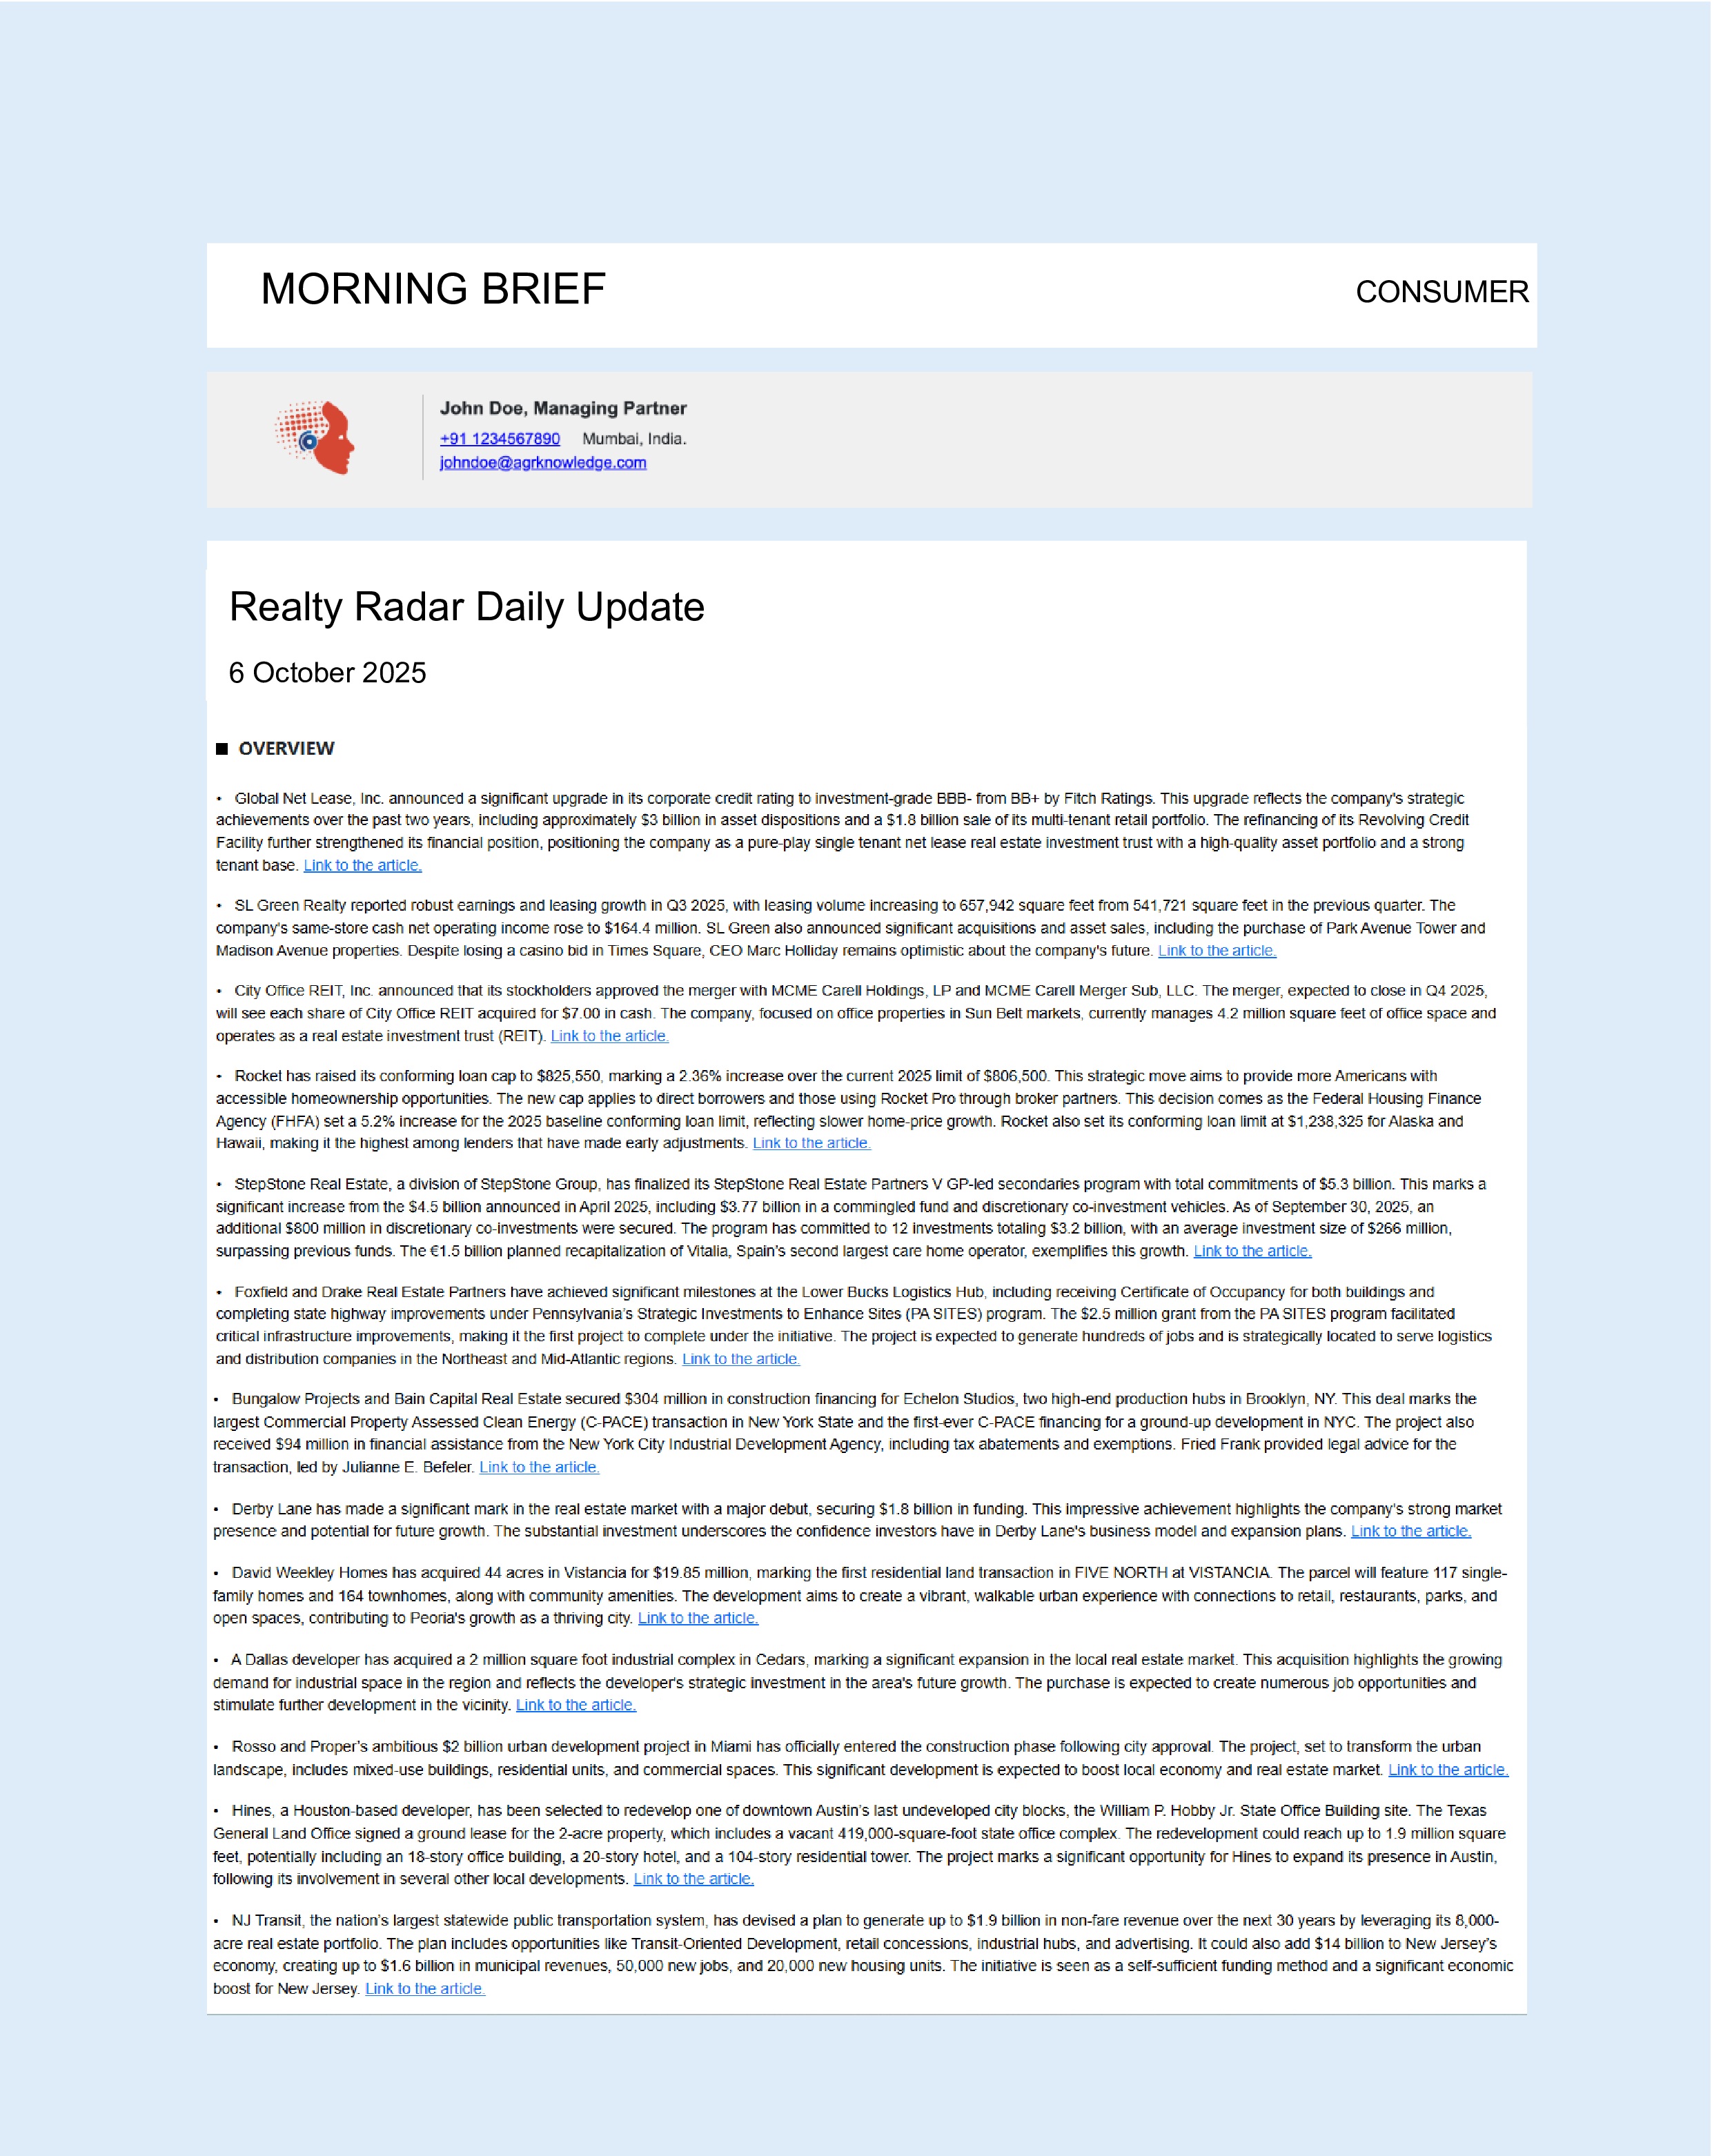 MORNING BRIEF
CONSUMER
John Doe, Managing Partner
+91 1234567890 Mumbai, India.
johndoe@agrknowledge.com
Realty Radar Daily Update
6 October 2025
■ OVERVIEW
• Global Net Lease, Inc. announced a significant upgrade in its corporate credit rating to investment-grade BBB- from BB+ by Fitch Ratings. This upgrade reflects the company's strategic
achievements over the past two years, including approximately $3 billion in asset dispositions and a $1.8 billion sale of its multi-tenant retail portfolio. The refinancing of its Revolving Credit
Facility further strengthened its financial position, positioning the company as a pure-play single tenant net lease real estate investment trust with a high-quality asset portfolio and a strong
tenant base. Link to the article.
• SL Green Realty reported robust earnings and leasing growth in Q3 2025, with leasing volume increasing to 657,942 square feet from 541,721 square feet in the previous quarter. The
company's same-store cash net operating income rose to $164.4 million. SL Green also announced significant acquisitions and asset sales, including the purchase of Park Avenue Tower and
Madison Avenue properties. Despite losing a casino bid in Times Square, CEO Marc Holliday remains optimistic about the company's future. Link to the article.
• City Office REIT, Inc. announced that its stockholders approved the merger with MCME Carell Holdings, LP and MCME Carell Merger Sub, LLC. The merger, expected to close in Q4 2025,
will see each share of City Office REIT acquired for $7.00 in cash. The company, focused on office properties in Sun Belt markets, currently manages 4.2 million square feet of office space and
operates as a real estate investment trust (REIT). Link to the article.
• Rocket has raised its conforming loan cap to $825,550, marking a 2.36% increase over the current 2025 limit of $806,500. This strategic move aims to provide more Americans with
accessible homeownership opportunities. The new cap applies to direct borrowers and those using Rocket Pro through broker partners. This decision comes as the Federal Housing Finance
Agency (FHFA) set a 5.2% increase for the 2025 baseline conforming loan limit, reflecting slower home-price growth. Rocket also set its conforming loan limit at $1,238,325 for Alaska and
Hawaii, making it the highest among lenders that have made early adjustments. Link to the article.
• StepStone Real Estate, a division of StepStone Group, has finalized its StepStone Real Estate Partners V GP-led secondaries program with total commitments of $5.3 billion. This marks a
significant increase from the $4.5 billion announced in April 2025, including $3.77 billion in a commingled fund and discretionary co-investment vehicles. As of September 30, 2025, an
additional $800 million in discretionary co-investments were secured. The program has committed to 12 investments totaling $3.2 billion, with an average investment size of $266 million,
surpassing previous funds. The €1.5 billion planned recapitalization of Vitalia, Spain's second largest care home operator, exemplifies this growth. Link to the article.
• Foxfield and Drake Real Estate Partners have achieved significant milestones at the Lower Bucks Logistics Hub, including receiving Certificate of Occupancy for both buildings and
completing state highway improvements under Pennsylvania's Strategic Investments to Enhance Sites (PA SITES) program. The $2.5 million grant from the PA SITES program facilitated
critical infrastructure improvements, making it the first project to complete under the initiative. The project is expected to generate hundreds of jobs and is strategically located to serve logistics
and distribution companies in the Northeast and Mid-Atlantic regions. Link to the article.
• Bungalow Projects and Bain Capital Real Estate secured $304 million in construction financing for Echelon Studios, two high-end production hubs in Brooklyn, NY. This deal marks the
largest Commercial Property Assessed Clean Energy (C-PACE) transaction in New York State and the first-ever C-PACE financing for a ground-up development in NYC. The project also
received $94 million in financial assistance from the New York City Industrial Development Agency, including tax abatements and exemptions. Fried Frank provided legal advice for the
transaction, led by Julianne E. Befeler. Link to the article.
• Derby Lane has made a significant mark in the real estate market with a major debut, securing $1.8 billion in funding. This impressive achievement highlights the company's strong market
presence and potential for future growth. The substantial investment underscores the confidence investors have in Derby Lane's business model and expansion plans. Link to the article.
• David Weekley Homes has acquired 44 acres in Vistancia for $19.85 million, marking the first residential land transaction in FIVE NORTH at VISTANCIA. The parcel will feature 117 single-
family homes and 164 townhomes, along with community amenities. The development aims to create a vibrant, walkable urban experience with connections to retail, restaurants, parks, and
open spaces, contributing to Peoria's growth as a thriving city. Link to the article.
• A Dallas developer has acquired a 2 million square foot industrial complex in Cedars, marking a significant expansion in the local real estate market. This acquisition highlights the growing
demand for industrial space in the region and reflects the developer's strategic investment in the area's future growth. The purchase is expected to create numerous job opportunities and
stimulate further development in the vicinity. Link to the article.
• Rosso and Proper's ambitious $2 billion urban development project in Miami has officially entered the construction phase following city approval. The project, set to transform the urban
landscape, includes mixed-use buildings, residential units, and commercial spaces. This significant development is expected to boost local economy and real estate market. Link to the article.
• Hines, a Houston-based developer, has been selected to redevelop one of downtown Austin's last undeveloped city blocks, the William P. Hobby Jr. State Office Building site. The Texas
General Land Office signed a ground lease for the 2-acre property, which includes a vacant 419,000-square-foot state office complex. The redevelopment could reach up to 1.9 million square
feet, potentially including an 18-story office building, a 20-story hotel, and a 104-story residential tower. The project marks a significant opportunity for Hines to expand its presence in Austin,
following its involvement in several other local developments. Link to the article.
• NJ Transit, the nation's largest statewide public transportation system, has devised a plan to generate up to $1.9 billion in non-fare revenue over the next 30 years by leveraging its 8,000-
acre real estate portfolio. The plan includes opportunities like Transit-Oriented Development, retail concessions, industrial hubs, and advertising. It could also add $14 billion to New Jersey's
economy, creating up to $1.6 billion in municipal revenues, 50,000 new jobs, and 20,000 new housing units. The initiative is seen as a self-sufficient funding method and a significant economic
boost for New Jersey. Link to the article.